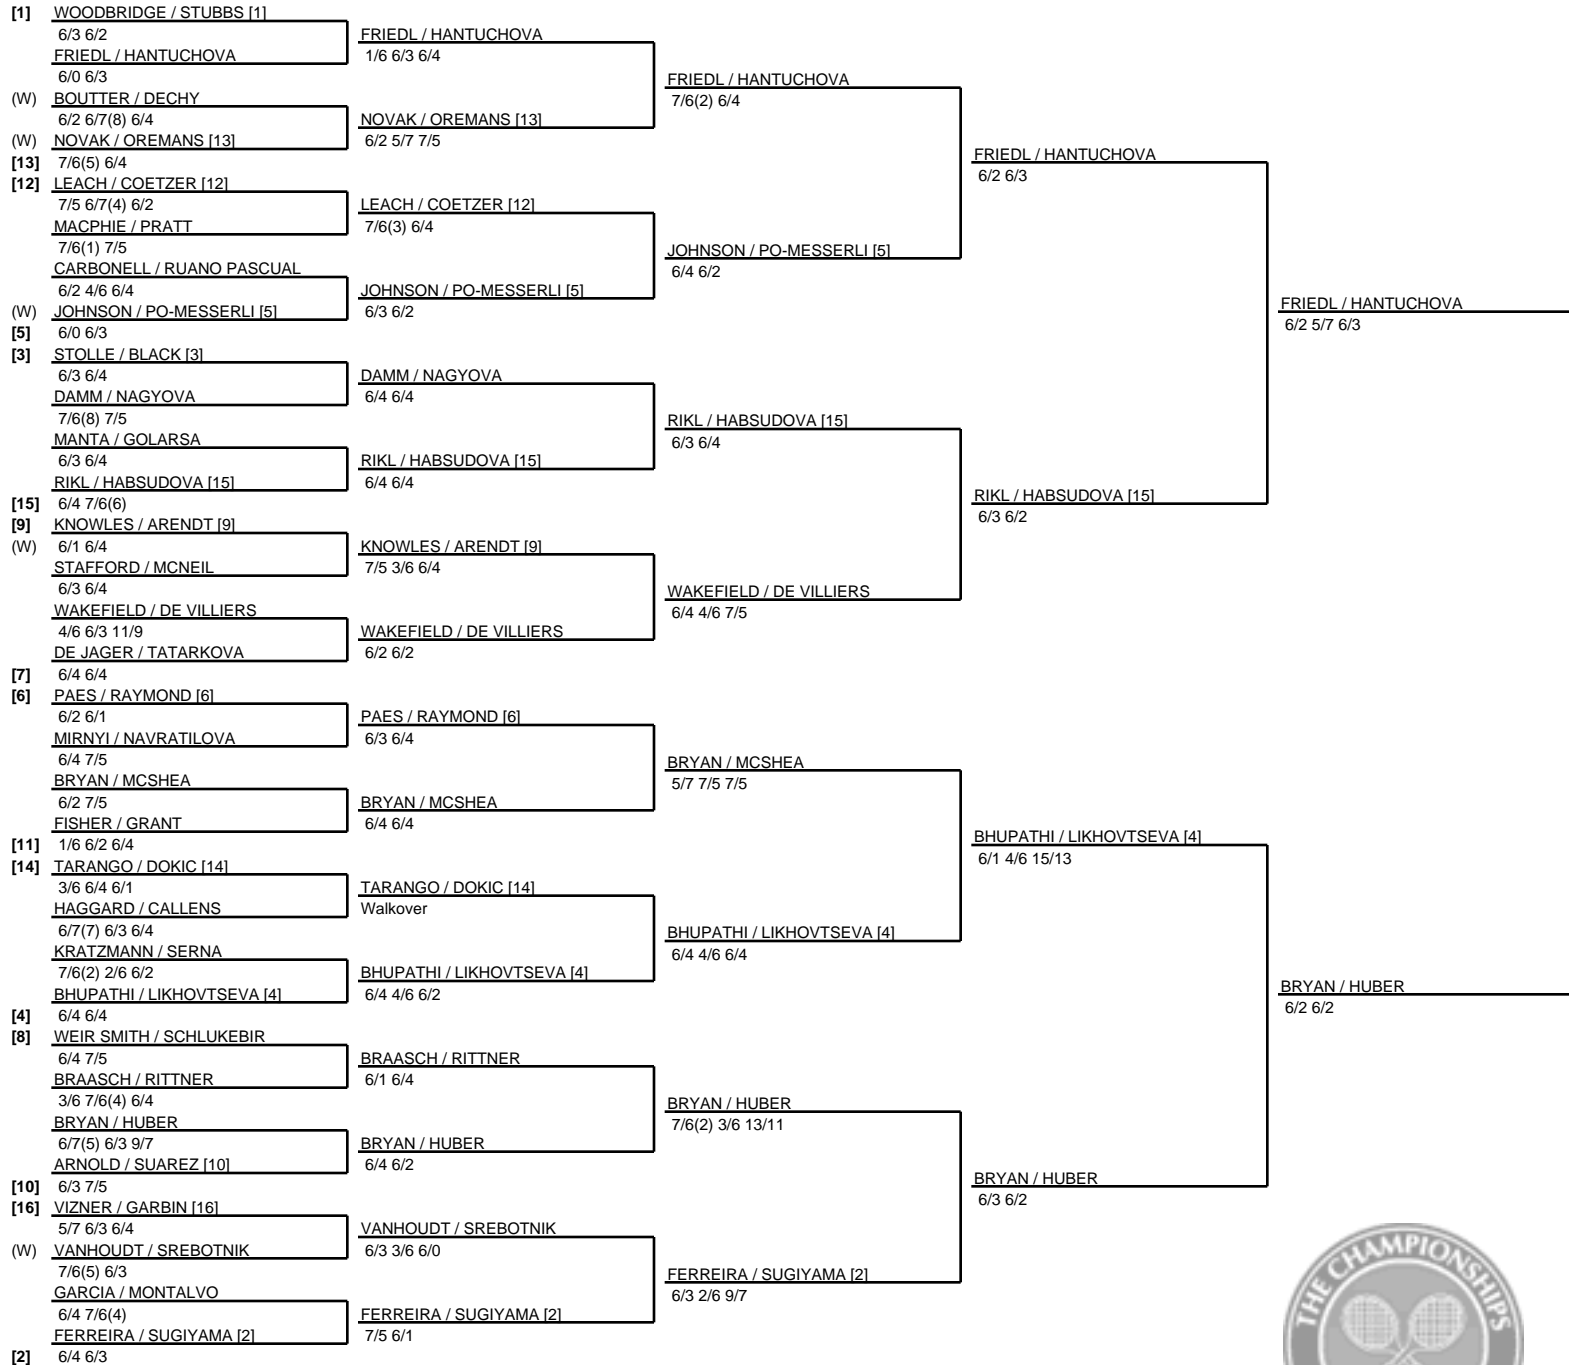 [1] WOODBRIDGE / STUBBS [1]
6/3 6/2
FRIEDL / HANTUCHOVA
6/0 6/3
(W) BOUTTER / DECHY
6/2 6/7(8) 6/4
(W) NOVAK / OREMANS [13]
[13] 7/6(5) 6/4
[12] LEACH / COETZER [12]
7/5 6/7(4) 6/2
MACPHIE / PRATT
7/6(1) 7/5
CARBONELL / RUANO PASCUAL
6/2 4/6 6/4
(W) JOHNSON / PO-MESSERLI [5]
[5] 6/0 6/3
[3] STOLLE / BLACK [3]
6/3 6/4
DAMM / NAGYOVA
7/6(8) 7/5
MANTA / GOLARSA
6/3 6/4
RIKL / HABSUDOVA [15]
[15] 6/4 7/6(6)
[9] KNOWLES / ARENDT [9]
(W) 6/1 6/4
STAFFORD / MCNEIL
6/3 6/4
WAKEFIELD / DE VILLIERS
4/6 6/3 11/9
DE JAGER / TATARKOVA
[7] 6/4 6/4
[6] PAES / RAYMOND [6]
6/2 6/1
MIRNYI / NAVRATILOVA
6/4 7/5
BRYAN / MCSHEA
6/2 7/5
FISHER / GRANT
[11] 1/6 6/2 6/4
[14] TARANGO / DOKIC [14]
3/6 6/4 6/1
HAGGARD / CALLENS
6/7(7) 6/3 6/4
KRATZMANN / SERNA
7/6(2) 2/6 6/2
BHUPATHI / LIKHOVTSEVA [4]
[4] 6/4 6/4
[8] WEIR SMITH / SCHLUKEBIR
6/4 7/5
BRAASCH / RITTNER
3/6 7/6(4) 6/4
BRYAN / HUBER
6/7(5) 6/3 9/7
ARNOLD / SUAREZ [10]
[10] 6/3 7/5
[16] VIZNER / GARBIN [16]
5/7 6/3 6/4
(W) VANHOUDT / SREBOTNIK
7/6(5) 6/3
GARCIA / MONTALVO
6/4 7/6(4)
FERREIRA / SUGIYAMA [2]
[2] 6/4 6/3
FRIEDL / HANTUCHOVA
1/6 6/3 6/4
NOVAK / OREMANS [13]
6/2 5/7 7/5
LEACH / COETZER [12]
7/6(3) 6/4
JOHNSON / PO-MESSERLI [5]
6/3 6/2
DAMM / NAGYOVA
6/4 6/4
RIKL / HABSUDOVA [15]
6/4 6/4
KNOWLES / ARENDT [9]
7/5 3/6 6/4
WAKEFIELD / DE VILLIERS
6/2 6/2
PAES / RAYMOND [6]
6/3 6/4
BRYAN / MCSHEA
6/4 6/4
TARANGO / DOKIC [14]
Walkover
BHUPATHI / LIKHOVTSEVA [4]
6/4 4/6 6/2
BRAASCH / RITTNER
6/1 6/4
BRYAN / HUBER
6/4 6/2
VANHOUDT / SREBOTNIK
6/3 3/6 6/0
FERREIRA / SUGIYAMA [2]
7/5 6/1
FRIEDL / HANTUCHOVA
7/6(2) 6/4
JOHNSON / PO-MESSERLI [5]
6/4 6/2
RIKL / HABSUDOVA [15]
6/3 6/4
WAKEFIELD / DE VILLIERS
6/4 4/6 7/5
BRYAN / MCSHEA
5/7 7/5 7/5
BHUPATHI / LIKHOVTSEVA [4]
6/4 4/6 6/4
BRYAN / HUBER
7/6(2) 3/6 13/11
FERREIRA / SUGIYAMA [2]
6/3 2/6 9/7
FRIEDL / HANTUCHOVA
6/2 6/3
RIKL / HABSUDOVA [15]
6/3 6/2
BHUPATHI / LIKHOVTSEVA [4]
6/1 4/6 15/13
BRYAN / HUBER
6/3 6/2
FRIEDL / HANTUCHOVA
6/2 5/7 6/3
BRYAN / HUBER
6/2 6/2
THE CHAMPIONSHIPS